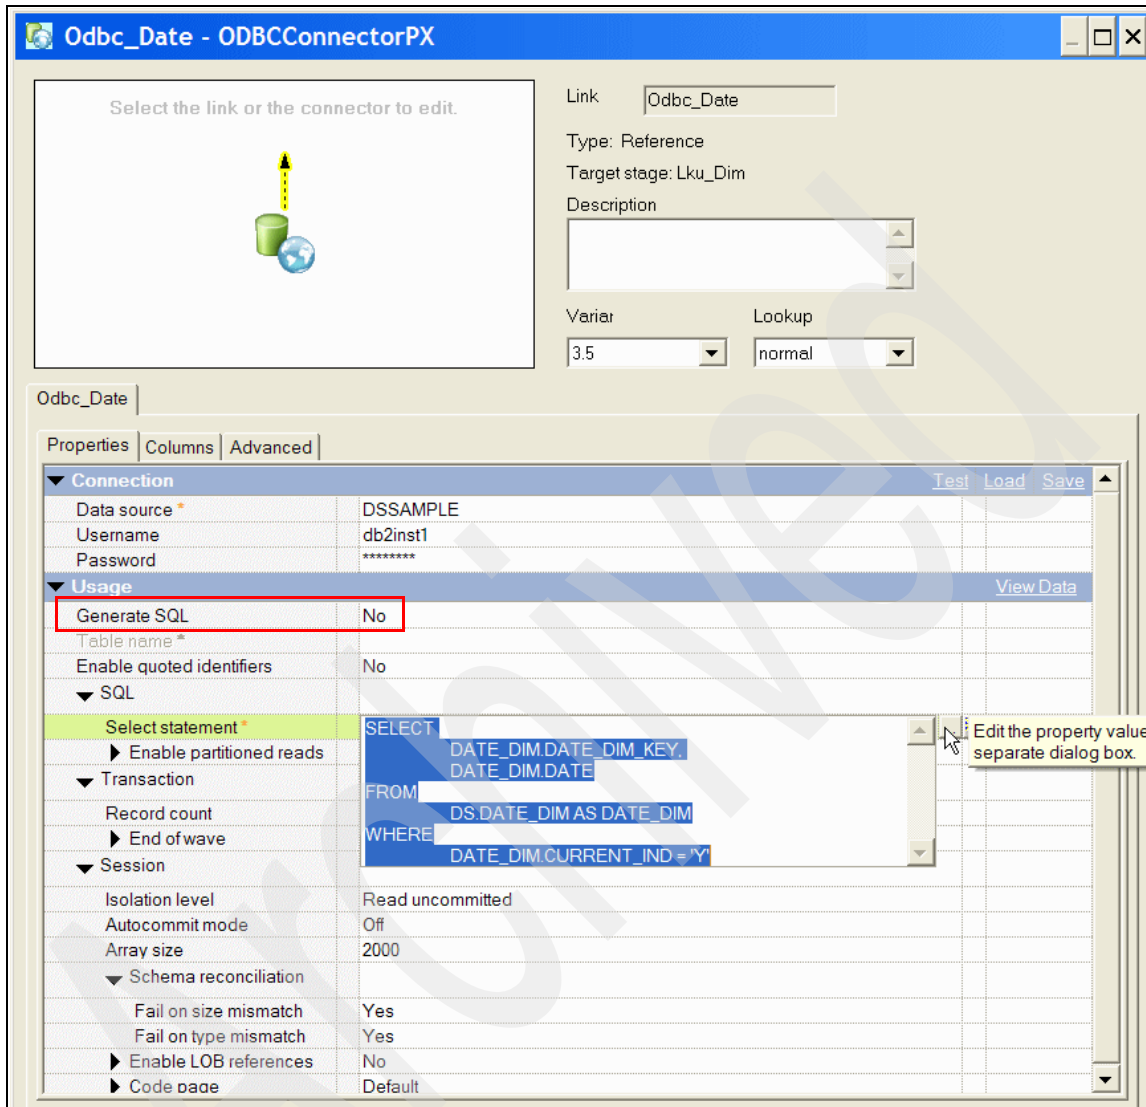 Odbc_Date - ODBCConnectorPX
Select the link or the connector to edit.
Link Odbc_Date
Type: Reference
Target stage: Lku_Dim
Description
Variar Lookup
3.5 normal
Odbc_Date
Properties Columns Advanced
Connection Test Load Save
Data source * DSSAMPLE
Username db2inst1
Password ********
Usage View Data
Generate SQL No
Table name *
Enable quoted identifiers No
SQL
Select statement * SELECT
DATE_DIM.DATE_DIM_KEY,
DATE_DIM.DATE
FROM
DS.DATE_DIM AS DATE_DIM
WHERE
DATE_DIM.CURRENT_IND = 'Y'
Edit the property value
separate dialog box.
Enable partitioned reads
Transaction
Record count
End of wave
Session
Isolation level Read uncommitted
Autocommit mode Off
Array size 2000
Schema reconciliation
Fail on size mismatch Yes
Fail on type mismatch Yes
Enable LOB references No
Code page Default
Archived